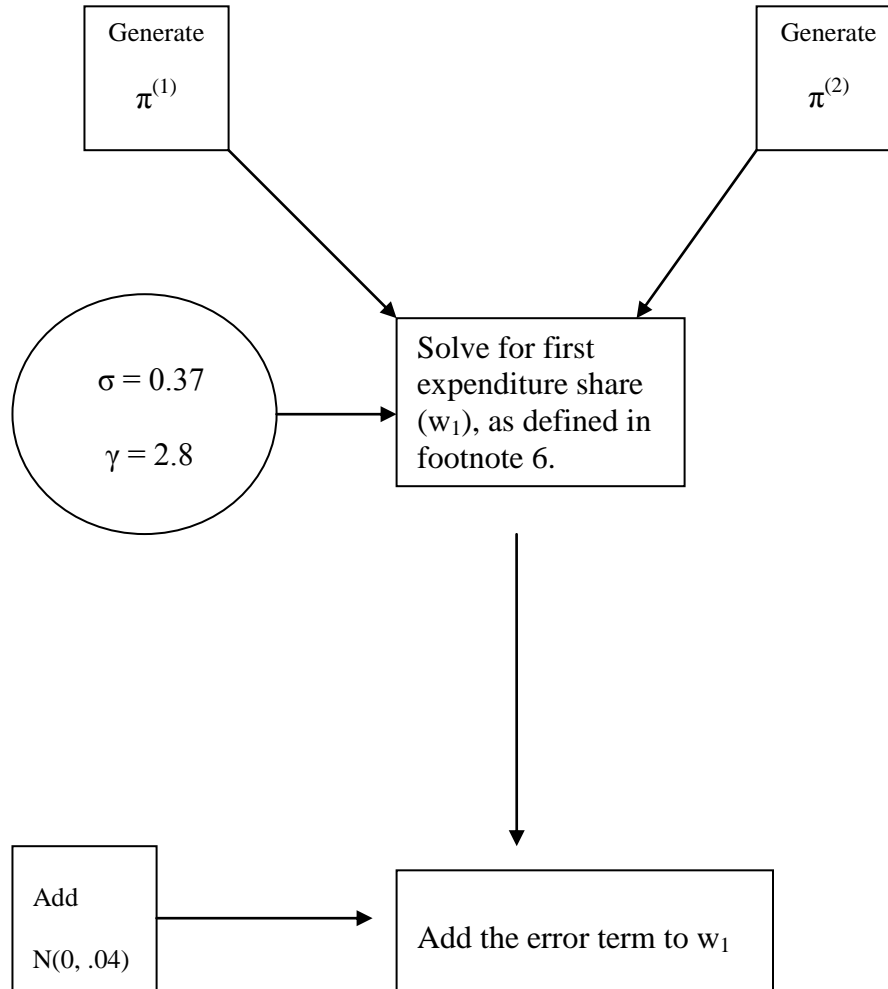 Generate
π(1)
Generate
π(2)
σ = 0.37
γ = 2.8
Solve for first
expenditure share
(w1), as defined in
footnote 6.
Add
N(0, .04)
Add the error term to w1